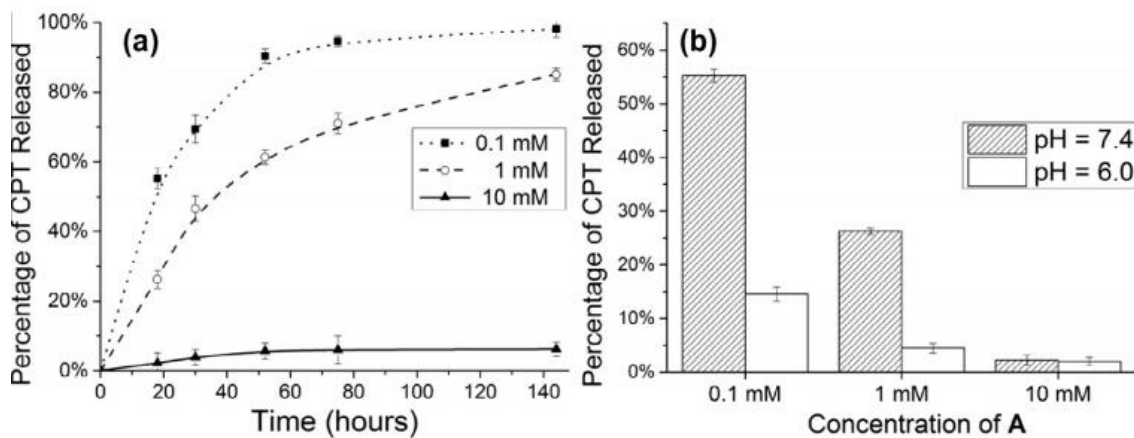 (a)
Percentage of CPT Released
100%
80%
60%
40%
20%
0%
0.1 mM
1 mM
10 mM
0 20 40 60 80 100 120 140
Time (hours)
(b)
Percentage of CPT Released
60%
50%
40%
30%
20%
10%
0%
pH = 7.4
pH = 6.0
0.1 mM 1 mM 10 mM
Concentration of A